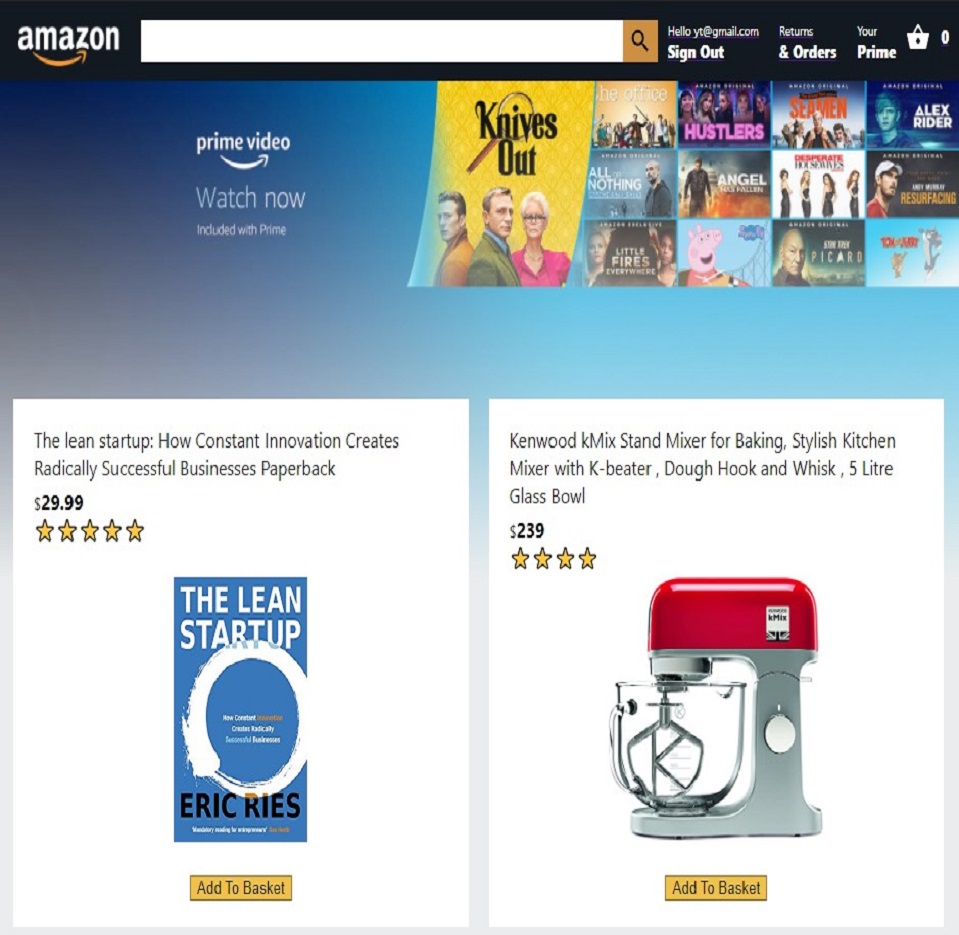 amazon
Hello yt@gmail.com
Sign Out
Returns
& Orders
Your
Prime
0
prime video
Watch now
Included with Prime
Knives
Out
he office
AMAZON ORIGINAL
HUSTLERS
AMAZON ORIGINAL
SEAMEN
AMAZON ORIGINAL
ALEX
RIDER
AMAZON ORIGINAL
ALL OR
NOTHING
ANGEL
HAS FALLEN
DESPERATE
HOUSEWIVES
AMAZON ORIGINAL
ANDY MURRAY
RESURFACING
AMAZON EXCLUSIVE
LITTLE
FIRES
EVERYWHERE
AMAZON ORIGINAL
STAR TREK
PICARD
TOM AND JERRY
The lean startup: How Constant Innovation Creates
Radically Successful Businesses Paperback
$29.99
THE LEAN
STARTUP
How Constant Innovation
Creates Radically
Successful Businesses
ERIC RIES
'Mandatory reading for entrepreneurs'
Add To Basket
Kenwood kMix Stand Mixer for Baking, Stylish Kitchen
Mixer with K-beater , Dough Hook and Whisk , 5 Litre
Glass Bowl
$239
KENWOOD
kMix
K
Add To Basket